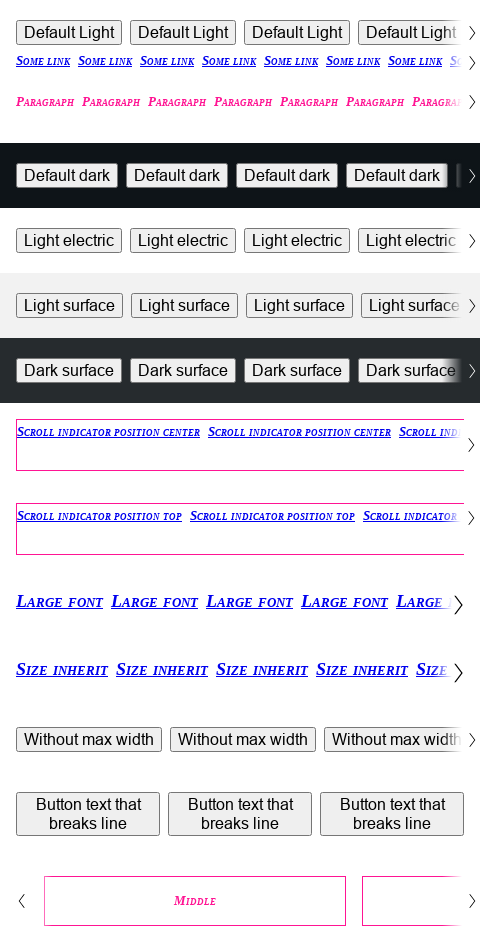 Default Light Default Light Default Light Default Light
Some link Some link Some link Some link Some link Some link Some link
Paragraph Paragraph Paragraph Paragraph Paragraph Paragraph Paragraph
Default dark Default dark Default dark Default dark
Light electric Light electric Light electric Light electric
Light surface Light surface Light surface Light surface
Dark surface Dark surface Dark surface Dark surface
Scroll indicator position center Scroll indicator position center Scroll
Scroll indicator position top Scroll indicator position top Scroll indicator
Large font Large font Large font Large font Large
Size inherit Size inherit Size inherit Size inherit Size
Without max width Without max width Without max width
Button text that Button text that Button text that
breaks line breaks line breaks line
Middle